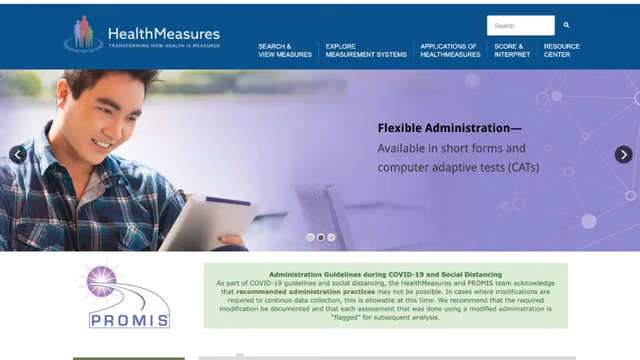 HealthMeasures
TRANSFORMING HOW HEALTH IS MEASURED
Search
SEARCH &
VIEW MEASURES
EXPLORE
MEASUREMENT SYSTEMS
APPLICATIONS OF
HEALTHMEASURES
SCORE &
INTERPRET
RESOURCE
CENTER
Flexible Administration—
Available in short forms and
computer adaptive tests (CATs)
PROMIS
Administration Guidelines during COVID-19 and Social Distancing
As part of COVID-19 guidelines and social distancing, the HealthMeasures and PROMIS team acknowledge
that recommended administration practices may not be possible. In cases where modifications are
required to continue data collection, this is allowable at this time. We recommend that the required
modification be documented and that each assessment that was done using a modified administration is
“flagged” for subsequent analysis.